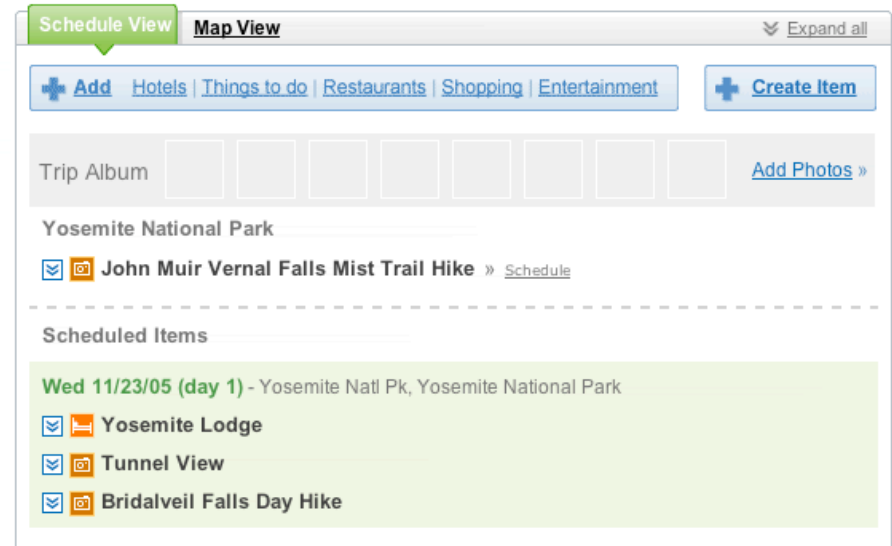 Schedule View Map View Expand all
Add Hotels | Things to do | Restaurants | Shopping | Entertainment Create Item
Trip Album Add Photos »
Yosemite National Park
John Muir Vernal Falls Mist Trail Hike » Schedule
Scheduled Items
Wed 11/23/05 (day 1) - Yosemite Natl Pk, Yosemite National Park
Yosemite Lodge
Tunnel View
Bridalveil Falls Day Hike